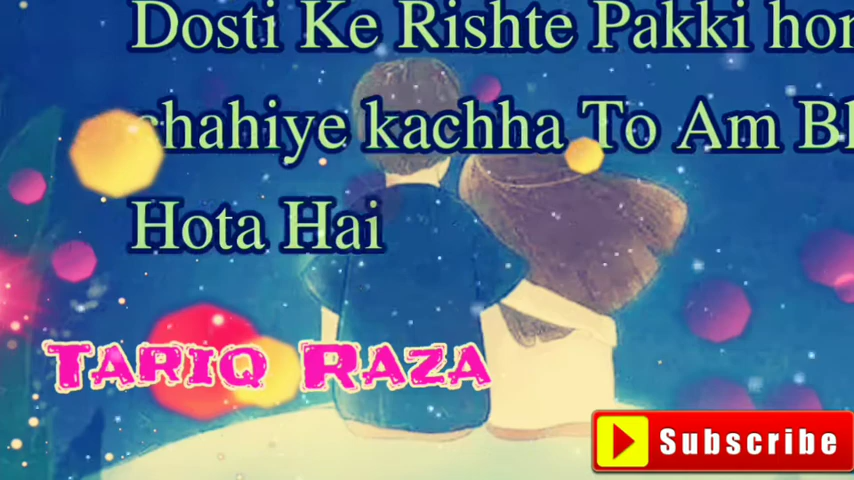 Dosti Ke Rishte Pakki
chahiye kachha To Am
Hota Hai
Tariq Raza
Subscribe